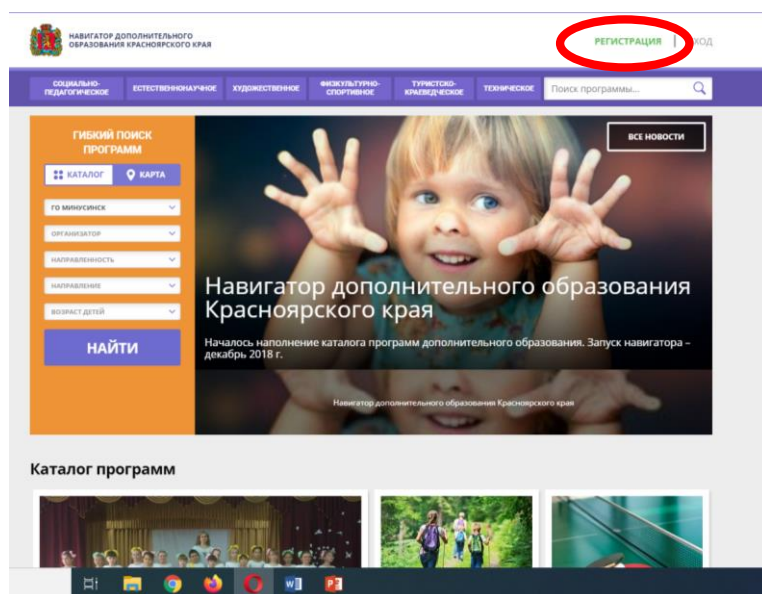 НАВИГАТОР ДОПОЛНИТЕЛЬНОГО
ОБРАЗОВАНИЯ КРАСНОЯРСКОГО КРАЯ
РЕГИСТРАЦИЯ | ХОД
СОЦИАЛЬНО-
ПЕДАГОГИЧЕСКОЕ
ЕСТЕСТВЕННОНАУЧНОЕ
ХУДОЖЕСТВЕННОЕ
ФИЗКУЛЬТУРНО-
СПОРТИВНОЕ
ТУРИСТСКО-
КРАЕВЕДЧЕСКОЕ
ТЕХНИЧЕСКОЕ
Поиск программы...
ГИБКИЙ ПОИСК
ПРОГРАММ
КАТАЛОГ
КАРТА
ГО МИНУСИНСК
ОРГАНИЗАТОР
НАПРАВЛЕННОСТЬ
НАПРАВЛЕНИЕ
ВОЗРАСТ ДЕТЕЙ
НАЙТИ
ВСЕ НОВОСТИ
Навигатор дополнительного образования
Красноярского края
Началось наполнение каталога программ дополнительного образования. Запуск навигатора –
декабрь 2018 г.
Навигатор дополнительного образования Красноярского края
Каталог программ